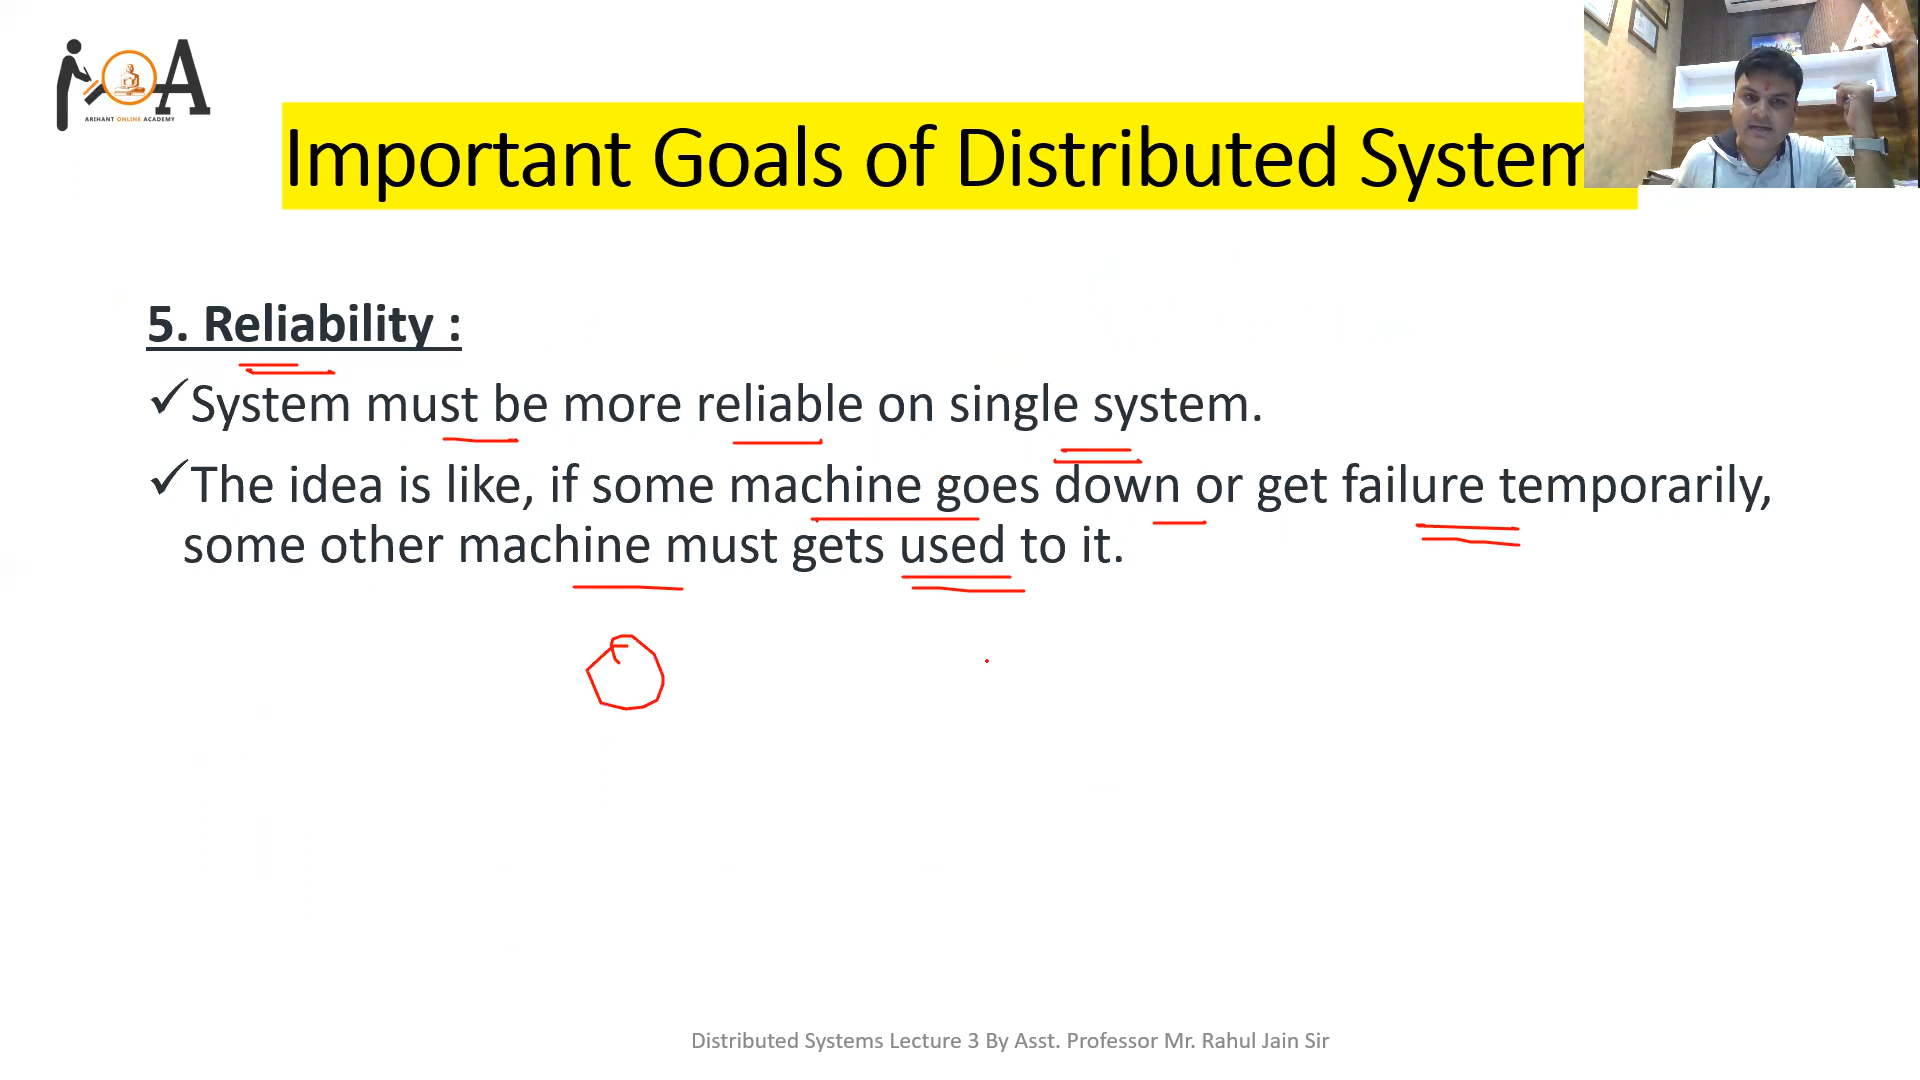 ARIHANT ONLINE ACADEMY
Important Goals of Distributed System
5. Reliability :
✓System must be more reliable on single system.
✓The idea is like, if some machine goes down or get failure temporarily,
some other machine must gets used to it.
Distributed Systems Lecture 3 By Asst. Professor Mr. Rahul Jain Sir